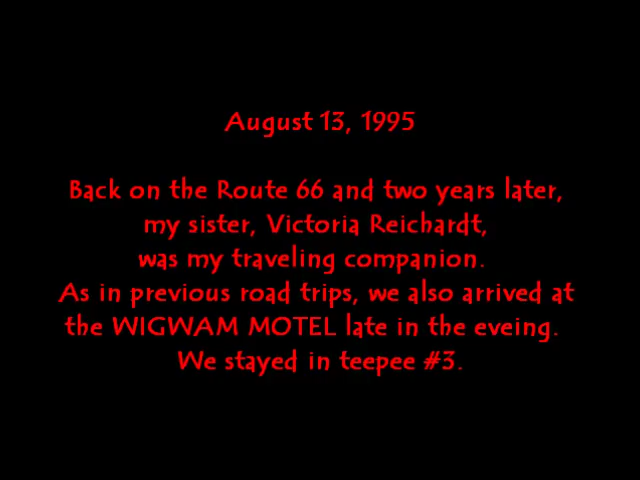 August 13, 1995
Back on the Route 66 and two years later,
my sister, Victoria Reichardt,
was my traveling companion.
As in previous road trips, we also arrived at
the WIGWAM MOTEL late in the eveing.
We stayed in teepee #3.